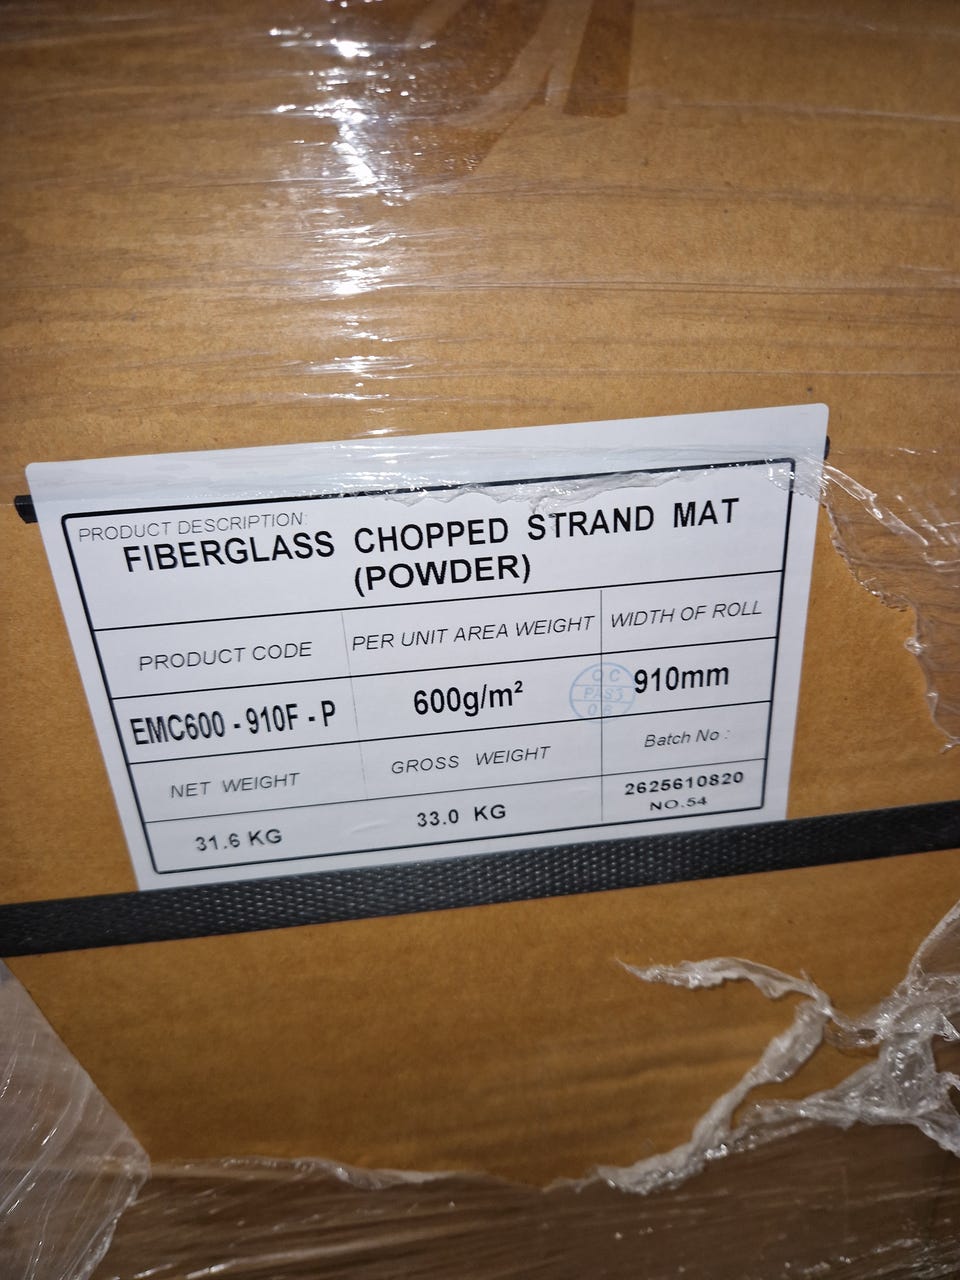 PRODUCT DESCRIPTION:
FIBERGLASS CHOPPED STRAND MAT
(POWDER)
PRODUCT CODE PER UNIT AREA WEIGHT WIDTH OF ROLL
EMC600 - 910F - P 600g/m² 910mm
QC
PASS
06
NET WEIGHT GROSS WEIGHT Batch No :
31.6 KG 33.0 KG 2625610820
NO.54